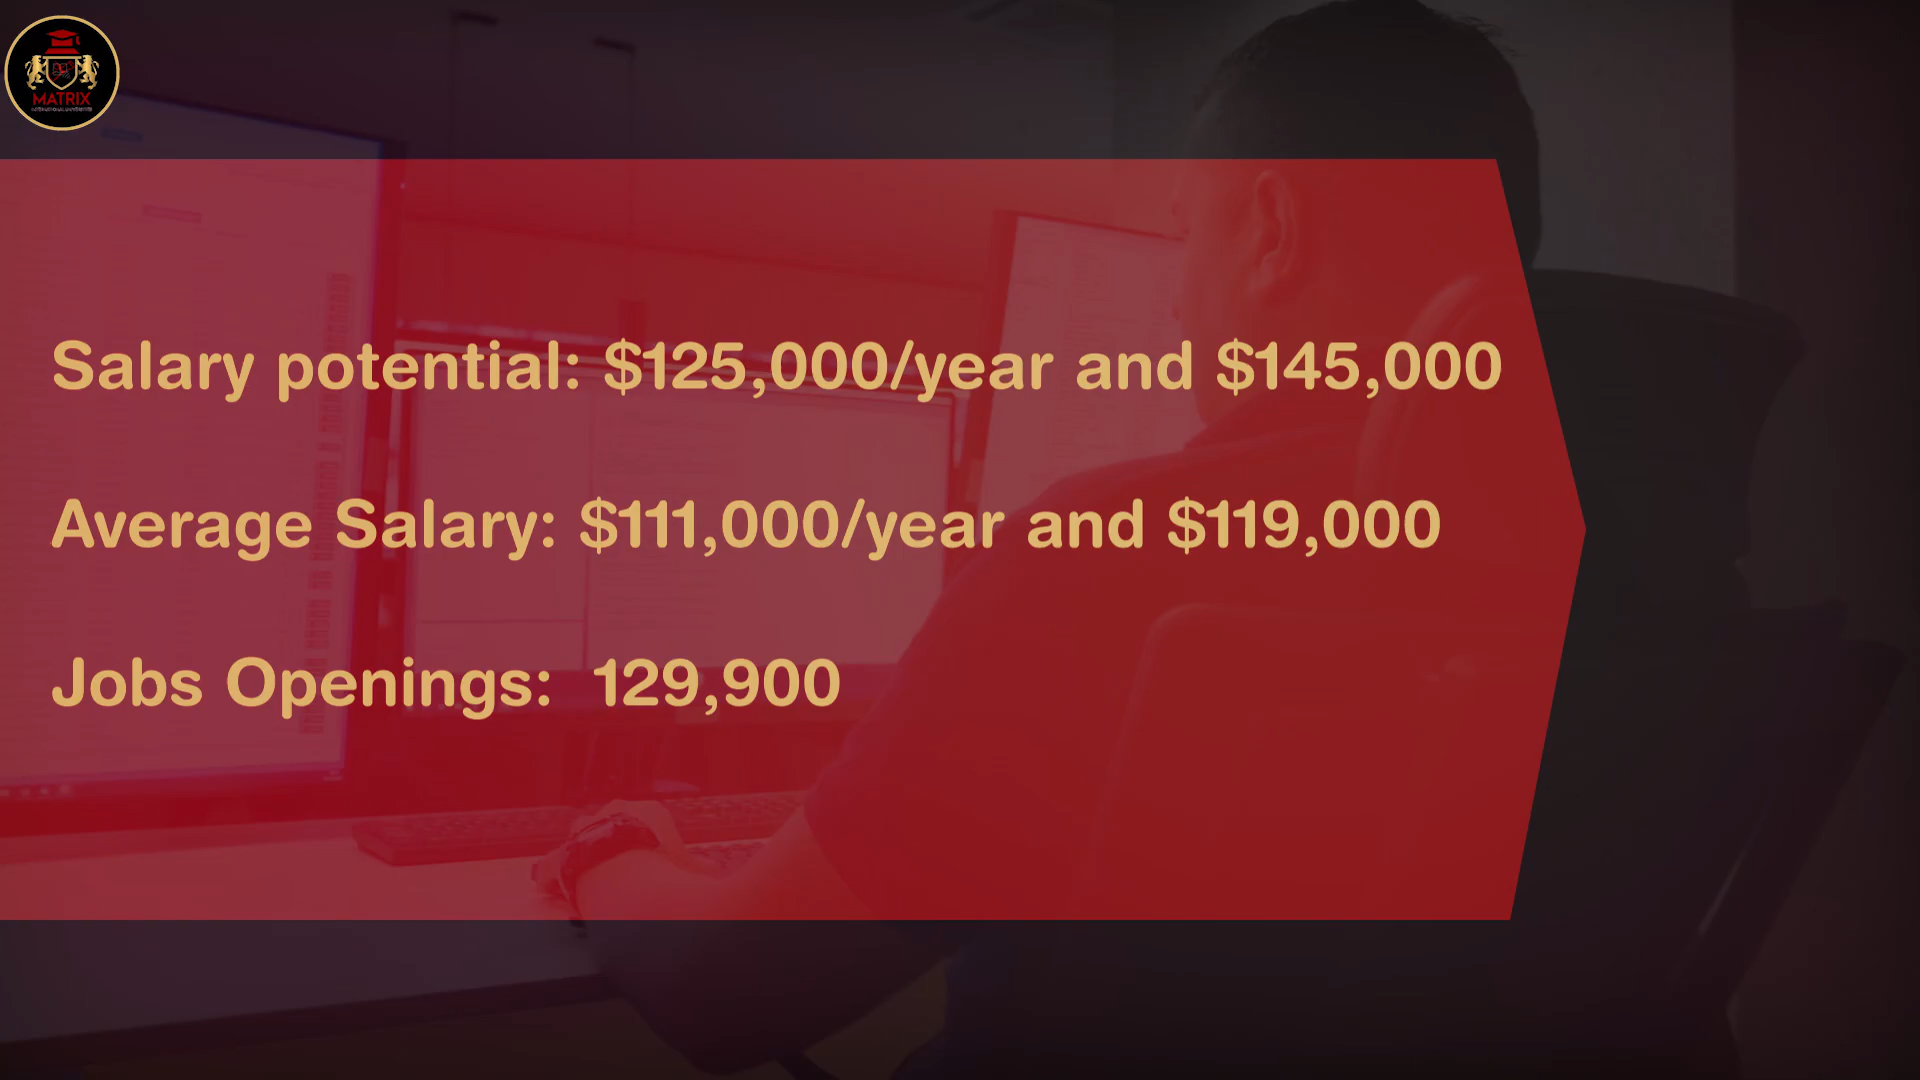 MATRIX
Salary potential: $125,000/year and $145,000
Average Salary: $111,000/year and $119,000
Jobs Openings: 129,900